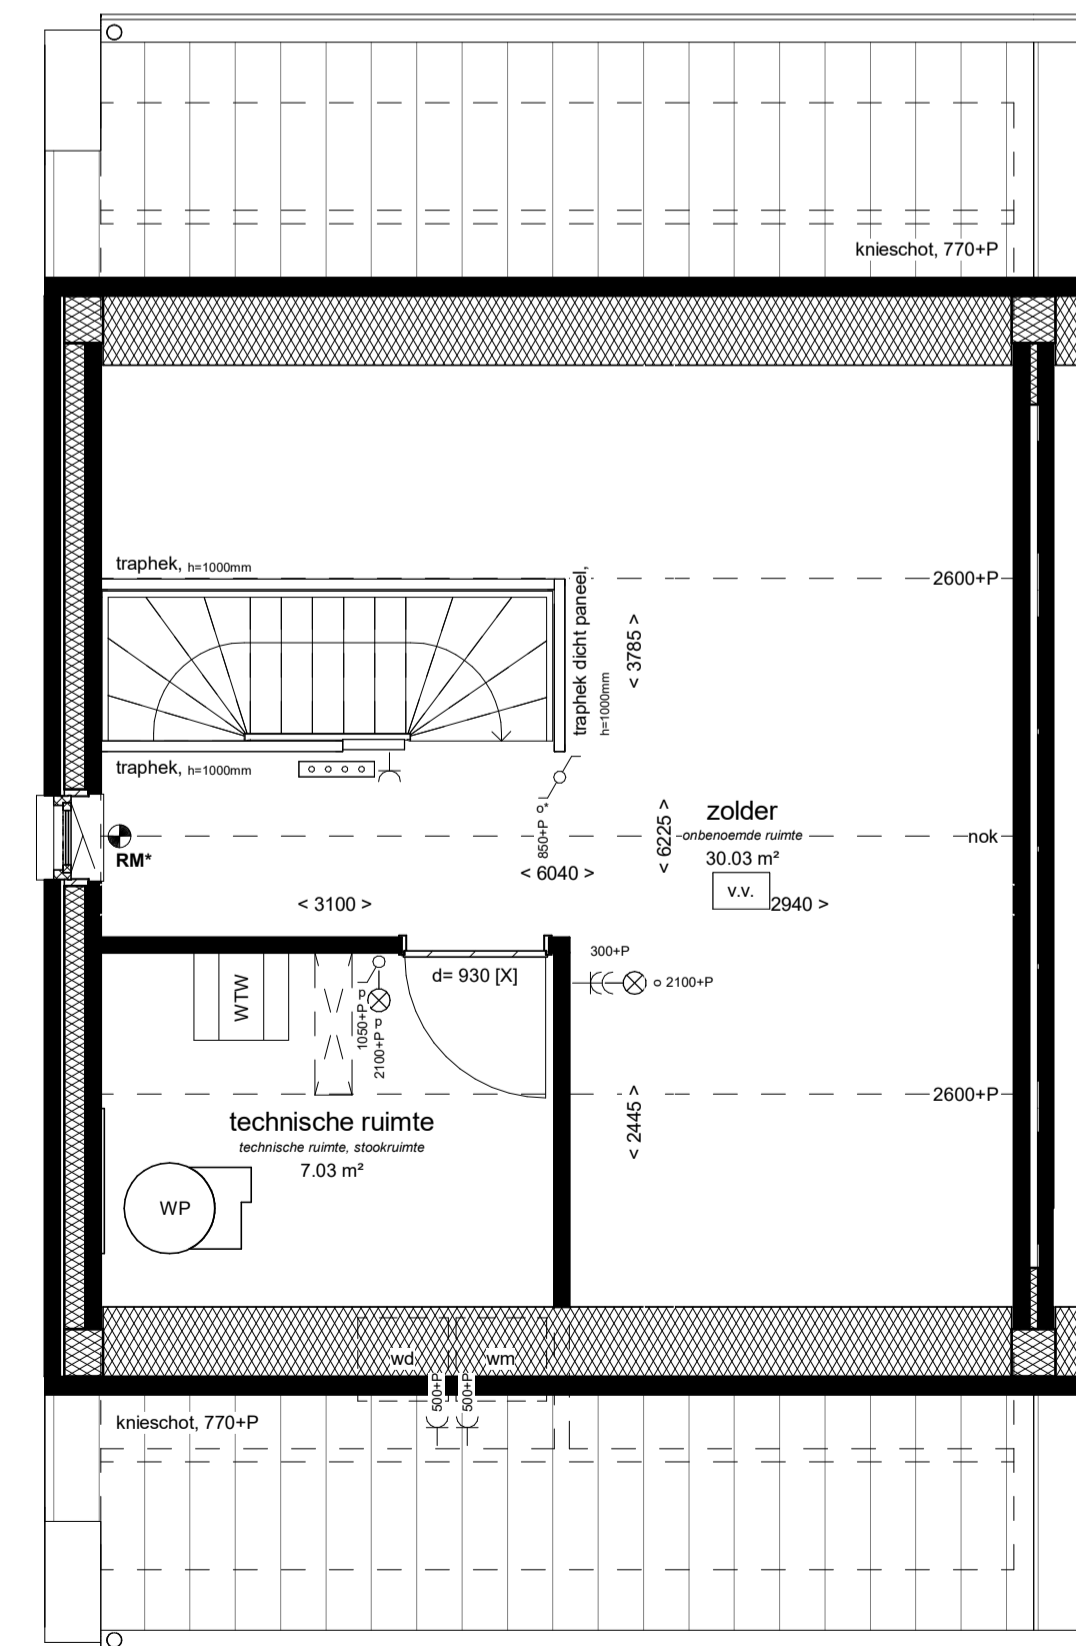 knieschot, 770+P
traphek, h=1000mm
2600+P
traphek dicht paneel,
h=1000mm
< 3785 >
traphek, h=1000mm
RM*
850+P
*
< 6225 >
zolder
onbenoemde ruimte
30.03 m²
v.v.
nok
< 6040 >
< 3100 >
2940 >
d= 930 [X]
300+P
2100+P
WTW
p
1050+P
p
2100+P
2600+P
< 2445 >
technische ruimte
technische ruimte, stookruimte
7.03 m²
WP
wd
wm
500+P
500+P
knieschot, 770+P